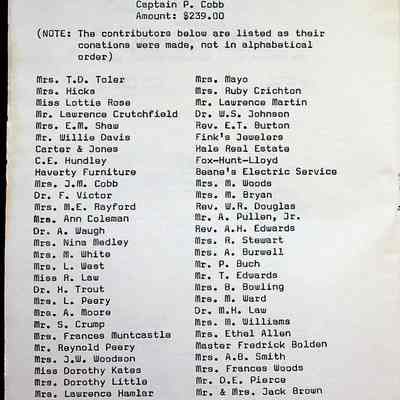 Captain P. Cobb
Amount: $239.00
(NOTE: The contributors below are listed as their
conations were made, not in alphabetical
order)
Mrs. T.D. Toler
Mrs. Hicks
Miss Lottie Rose
Mr. Lawrence Crutchfield
Mrs. E.M. Shaw
Mr. Willie Davis
Carter & Jones
C.E. Hundley
Haverty Furniture
Mrs. J.M. Cobb
Dr. F. Victor
Mrs. M.E. Rayford
Mrs. Ann Coleman
Dr. A. Waugh
Mrs. Nina Medley
Mrs. M. White
Mrs. L. West
Miss R. Law
Dr. H. Trout
Mrs. L. Peery
Mrs. A. Moore
Mr. S. Crump
Mrs. Frances Muntcastle
Mr. Reynold Peery
Mrs. J.W. Woodson
Miss Dorothy Kates
Mrs. Dorothy Little
Mrs. Lawrence Hamlar
Mrs. Mayo
Mrs. Ruby Crichton
Mr. Lawrence Martin
Dr. W.S. Johnson
Rev. E.T. Burton
Fink's Jewelers
Hale Real Estate
Fox-Hunt-Lloyd
Beane's Electric Service
Mrs. M. Woods
Mrs. M. Bryan
Rev. W.R. Douglas
Mr. A. Pullen, Jr.
Rev. A.H. Edwards
Mrs. R. Stewart
Mrs. A. Burwell
Mr. P. Buch
Mr. T. Edwards
Mrs. B. Bowling
Mrs. M. Ward
Dr. M.H. Law
Mrs. M. Williams
Mrs. Ethel Allen
Master Fredrick Bolden
Mrs. A.B. Smith
Mrs. Frances Woods
Mr. D.E. Pierce
Mr. & Mrs. Jack Brown